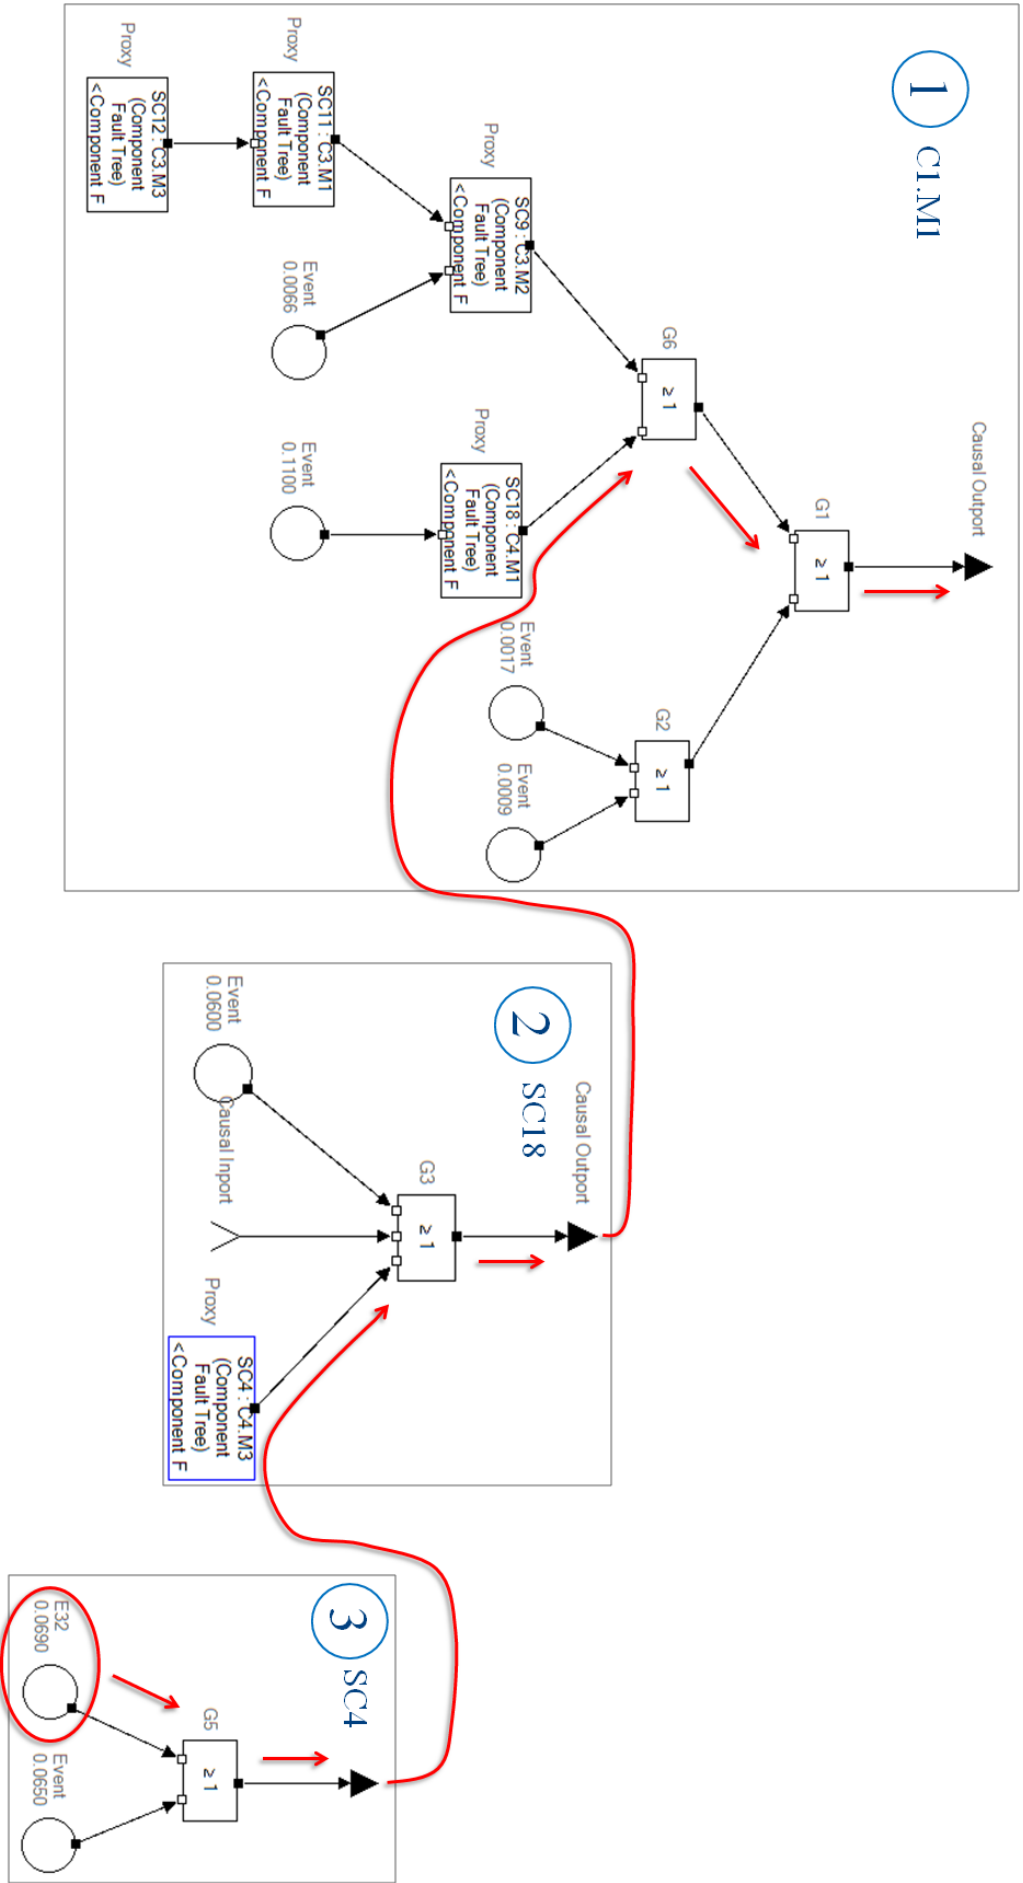 1
C1.M1
Causal Outport
G1
≥ 1
G6
≥ 1
G2
≥ 1
Proxy
SC9 : C3.M2
(Component
Fault Tree)
<Component F
Proxy
SC18 : C4.M1
(Component
Fault Tree)
<Component F
Event
0.0017
Event
0.0009
Proxy
SC11 : C3.M1
(Component
Fault Tree)
<Component F
Event
0.0066
Event
0.1100
Proxy
SC12 : C3.M3
(Component
Fault Tree)
<Component F
2
SC18
Causal Outport
G3
≥ 1
Event
0.0600
Causal Inport
Proxy
SC4 : C4.M3
(Component
Fault Tree)
<Component F
3
SC4
G5
≥ 1
E32
0.0690
Event
0.0650